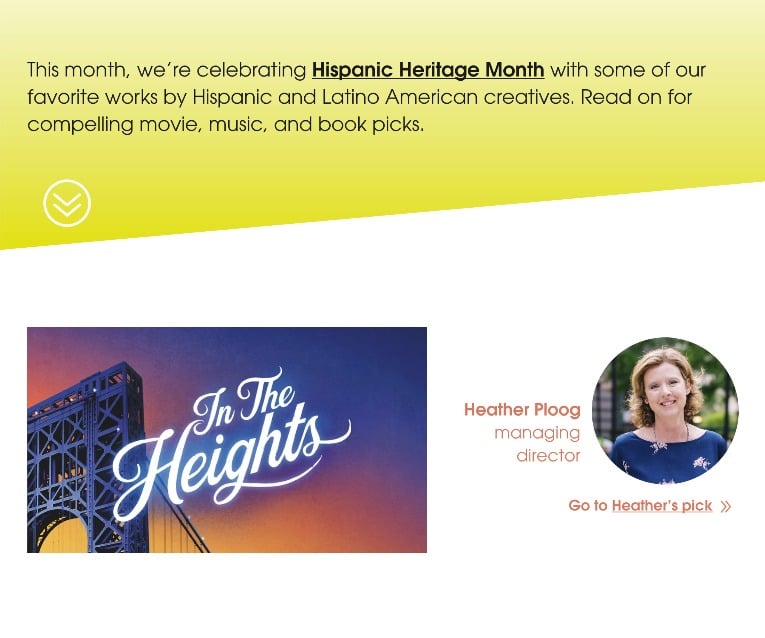 This month, we’re celebrating Hispanic Heritage Month with some of our
favorite works by Hispanic and Latino American creatives. Read on for
compelling movie, music, and book picks.
In The
Heights
Heather Ploog
managing
director
Go to Heather’s pick